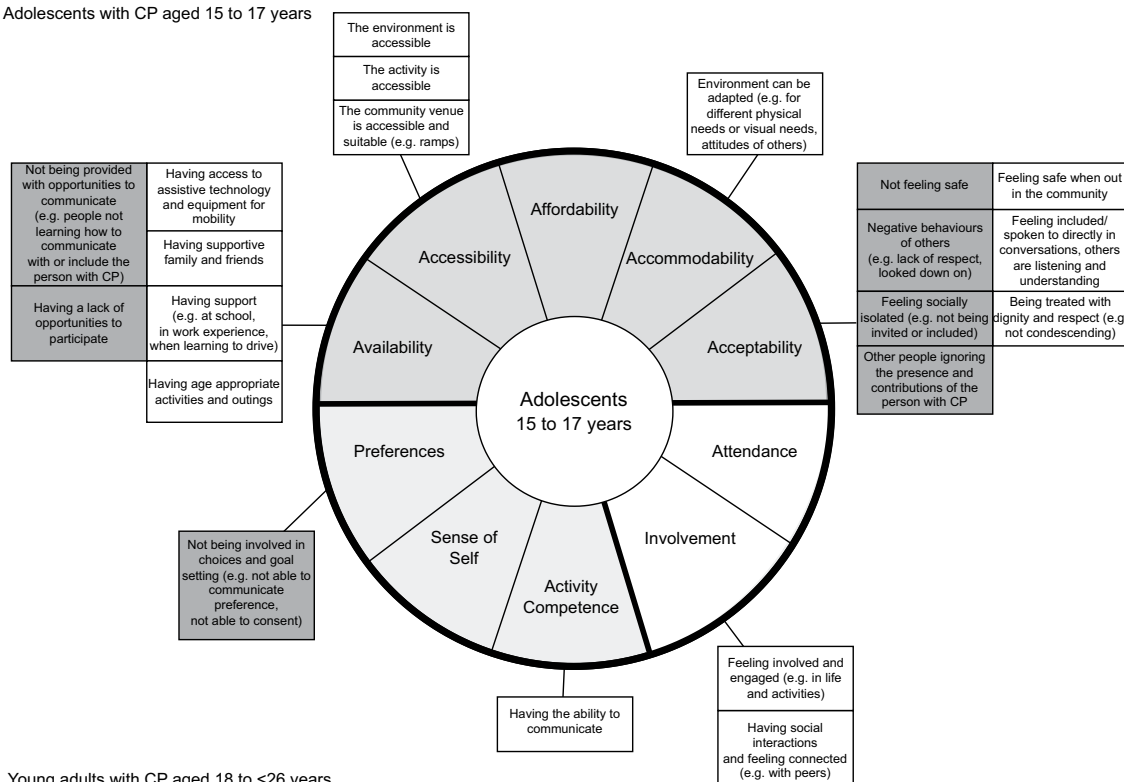 Adolescents with CP aged 15 to 17 years
The environment is
accessible
The activity is
accessible
The community venue
is accessible and
suitable (e.g. ramps)
Environment can be
adapted (e.g. for
different physical
needs or visual needs,
attitudes of others)
Not being provided
with opportunities to
communicate
(e.g. people not
learning how to
communicate
with or include the
person with CP)
Having a lack of
opportunities to
participate
Having access to
assistive technology
and equipment for
mobility
Having supportive
family and friends
Having support
(e.g. at school,
in work experience,
when learning to drive)
Having age appropriate
activities and outings
Not feeling safe
Negative behaviours
of others
(e.g. lack of respect,
looked down on)
Feeling socially
isolated (e.g. not being
invited or included)
Other people ignoring
the presence and
contributions of the
person with CP
Feeling safe when out
in the community
Feeling included/
spoken to directly in
conversations, others
are listening and
understanding
Being treated with
dignity and respect (e.g
not condescending)
Affordability
Accessibility
Accommodability
Availability
Acceptability
Adolescents
15 to 17 years
Preferences
Attendance
Sense of
Self
Involvement
Activity
Competence
Not being involved in
choices and goal
setting (e.g. not able to
communicate
preference,
not able to consent)
Having the ability to
communicate
Feeling involved and
engaged (e.g. in life
and activities)
Having social
interactions
and feeling connected
(e.g. with peers)
Young adults with CP aged 18 to <26 years